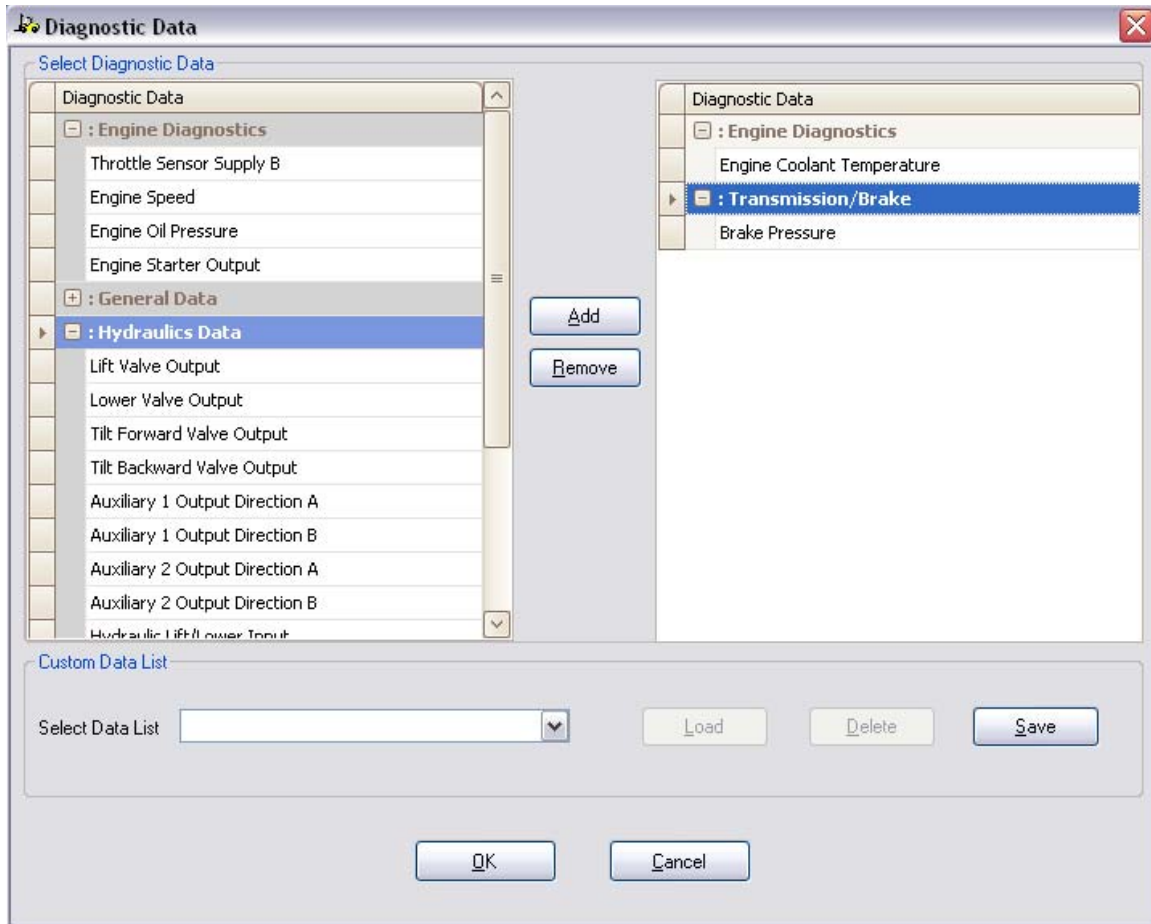 Diagnostic Data
Select Diagnostic Data
Diagnostic Data
: Engine Diagnostics
Throttle Sensor Supply B
Engine Speed
Engine Oil Pressure
Engine Starter Output
: General Data
: Hydraulics Data
Lift Valve Output
Lower Valve Output
Tilt Forward Valve Output
Tilt Backward Valve Output
Auxiliary 1 Output Direction A
Auxiliary 1 Output Direction B
Auxiliary 2 Output Direction A
Auxiliary 2 Output Direction B
Hydraulic Lift/Lower Input
Add
Remove
Diagnostic Data
: Engine Diagnostics
Engine Coolant Temperature
: Transmission/Brake
Brake Pressure
Custom Data List
Select Data List
Load
Delete
Save
OK
Cancel